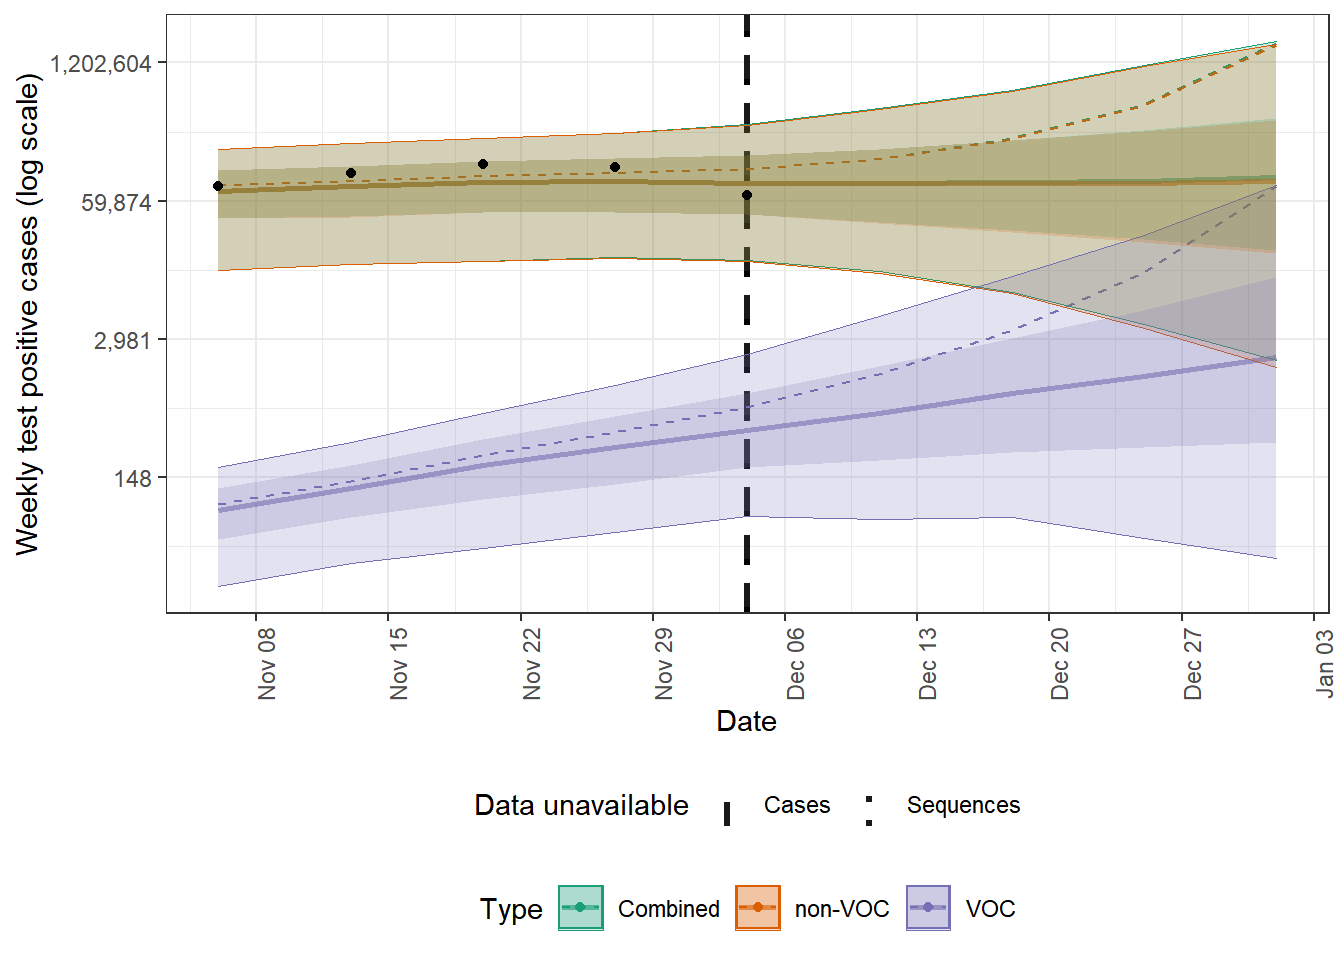 Weekly test positive cases (log scale)
1,202,604
59,874
2,981
148
Nov 08
Nov 15
Nov 22
Nov 29
Dec 06
Dec 13
Dec 20
Dec 27
Jan 03
Date
Data unavailable Cases Sequences
Type Combined non-VOC VOC